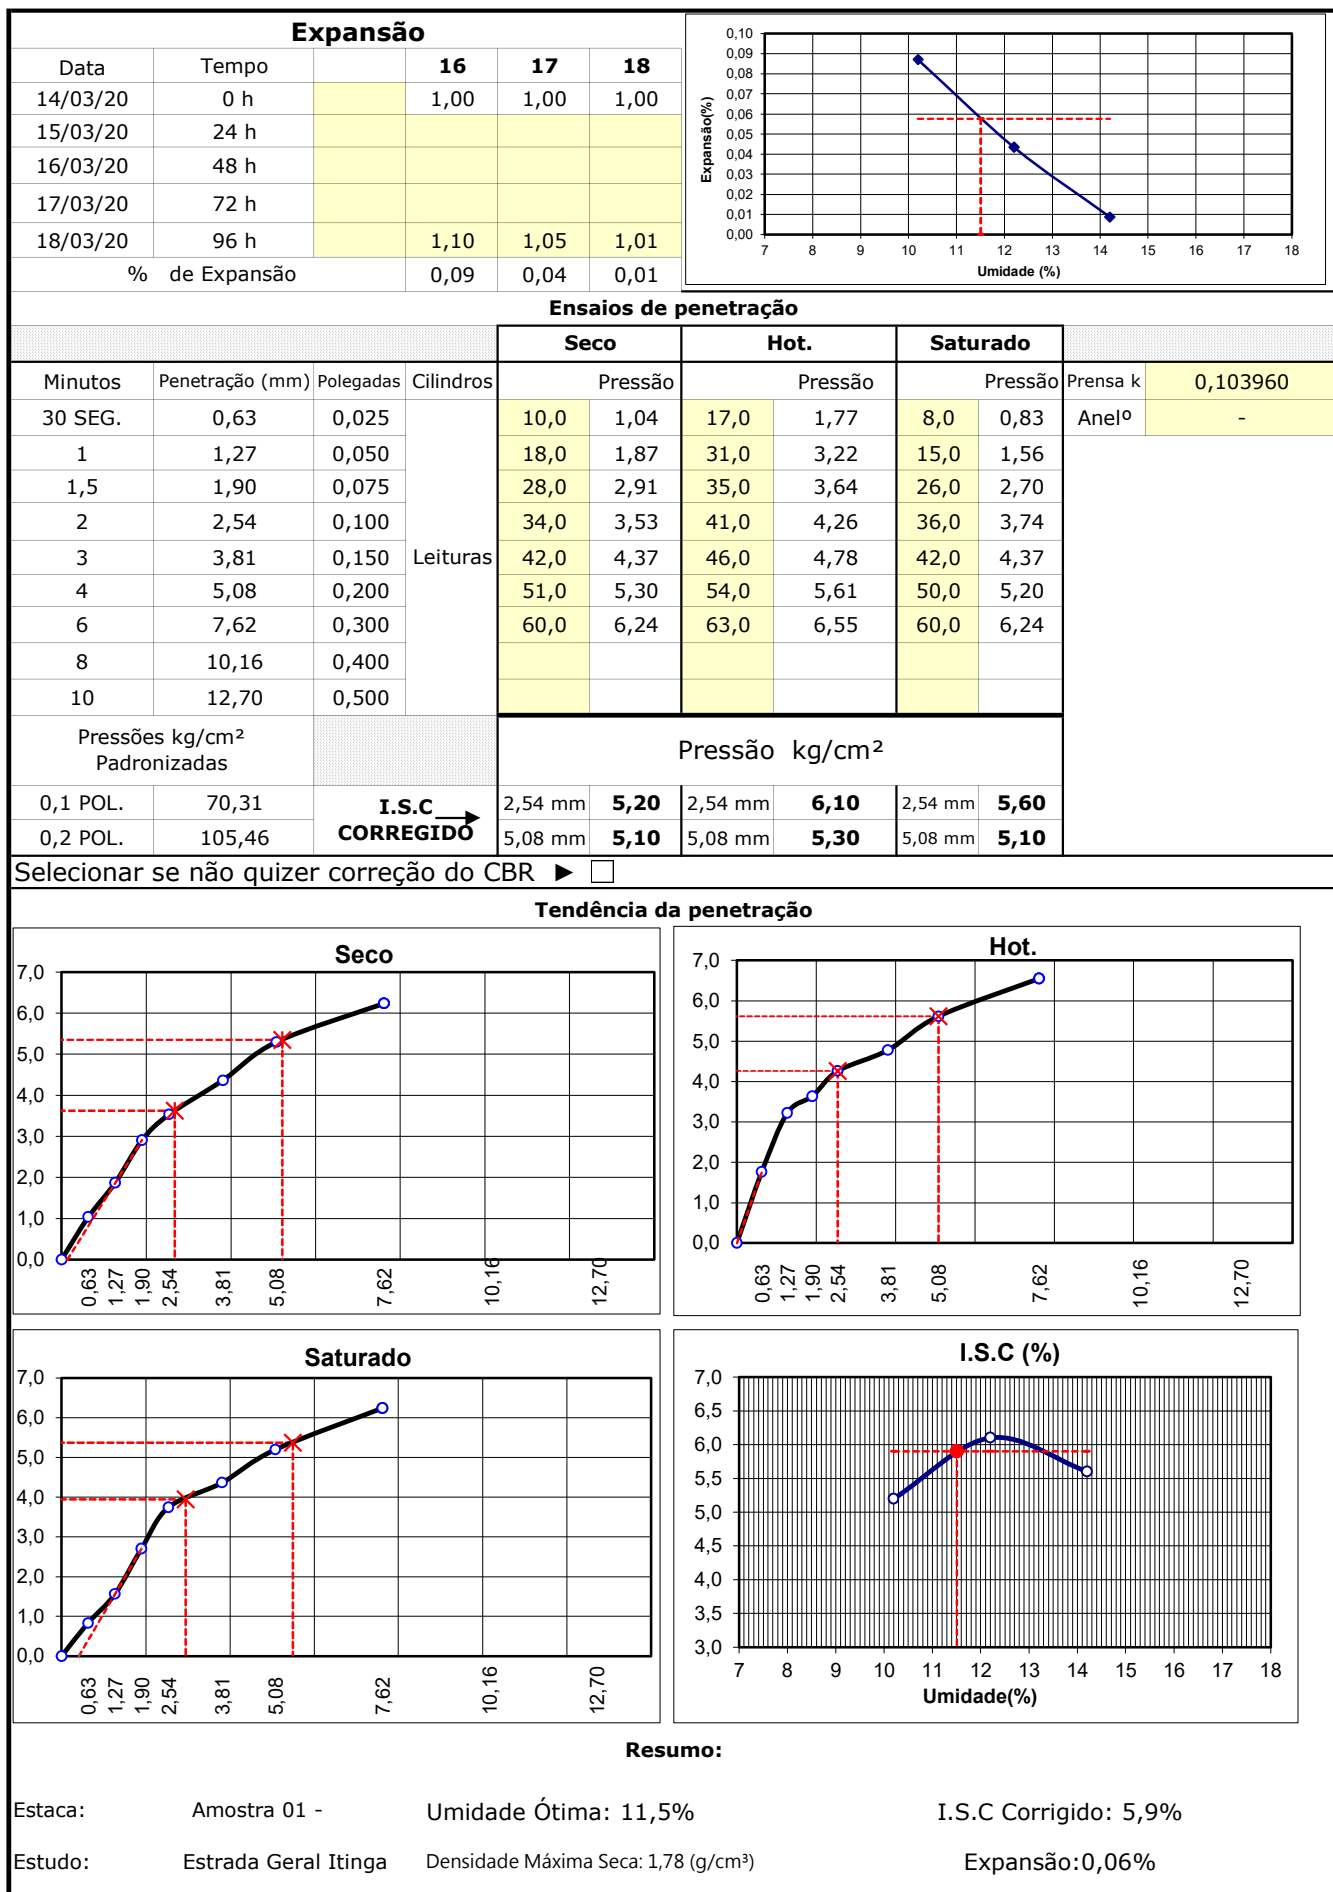 Expansão
Data Tempo 16 17 18
14/03/20 0 h 1,00 1,00 1,00
15/03/20 24 h
16/03/20 48 h
17/03/20 72 h
18/03/20 96 h 1,10 1,05 1,01
% de Expansão 0,09 0,04 0,01
0,10
0,09
0,08
0,07
0,06
0,05
0,04
0,03
0,02
0,01
0,00
Expansão(%)
7 8 9 10 11 12 13 14 15 16 17 18
Umidade (%)
Ensaios de penetração
Seco Hot. Saturado
Minutos Penetração (mm) Polegadas Cilindros Pressão Pressão Pressão Prensa k 0,103960
30 SEG. 0,63 0,025 10,0 1,04 17,0 1,77 8,0 0,83 Anelº -
1 1,27 0,050 18,0 1,87 31,0 3,22 15,0 1,56
1,5 1,90 0,075 28,0 2,91 35,0 3,64 26,0 2,70
2 2,54 0,100 34,0 3,53 41,0 4,26 36,0 3,74
3 3,81 0,150 Leituras 42,0 4,37 46,0 4,78 42,0 4,37
4 5,08 0,200 51,0 5,30 54,0 5,61 50,0 5,20
6 7,62 0,300 60,0 6,24 63,0 6,55 60,0 6,24
8 10,16 0,400
10 12,70 0,500
Pressões kg/cm²
Padronizadas
Pressão kg/cm²
0,1 POL. 70,31 I.S.C 2,54 mm 5,20 2,54 mm 6,10 2,54 mm 5,60
0,2 POL. 105,46 CORREGIDO 5,08 mm 5,10 5,08 mm 5,30 5,08 mm 5,10
Selecionar se não quizer correção do CBR ► ☐
Tendência da penetração
Seco
7,0
6,0
5,0
4,0
3,0
2,0
1,0
0,0
0,63 1,27 1,90 2,54 3,81 5,08 7,62 10,16 12,70
Hot.
7,0
6,0
5,0
4,0
3,0
2,0
1,0
0,0
0,63 1,27 1,90 2,54 3,81 5,08 7,62 10,16 12,70
Saturado
7,0
6,0
5,0
4,0
3,0
2,0
1,0
0,0
0,63 1,27 1,90 2,54 3,81 5,08 7,62 10,16 12,70
I.S.C (%)
7,0
6,5
6,0
5,5
5,0
4,5
4,0
3,5
3,0
7 8 9 10 11 12 13 14 15 16 17 18
Umidade(%)
Resumo:
Estaca: Amostra 01 - Umidade Ótima: 11,5% I.S.C Corrigido: 5,9%
Estudo: Estrada Geral Itinga Densidade Máxima Seca: 1,78 (g/cm³) Expansão:0,06%